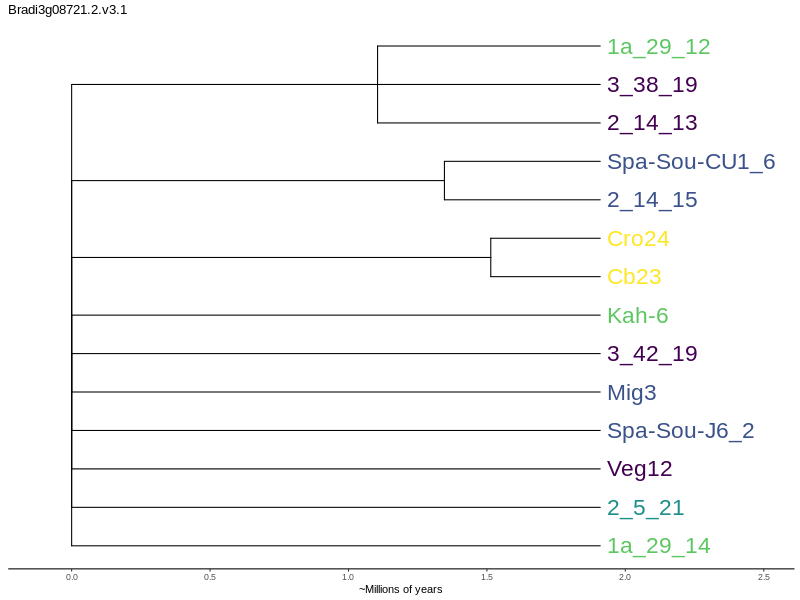 Bradi3g08721.2.v3.1
1a_29_12
3_38_19
2_14_13
Spa-Sou-CU1_6
2_14_15
Cro24
Cb23
Kah-6
3_42_19
Mig3
Spa-Sou-J6_2
Veg12
2_5_21
1a_29_14
0.0 0.5 1.0 1.5 2.0 2.5
~Millions of years